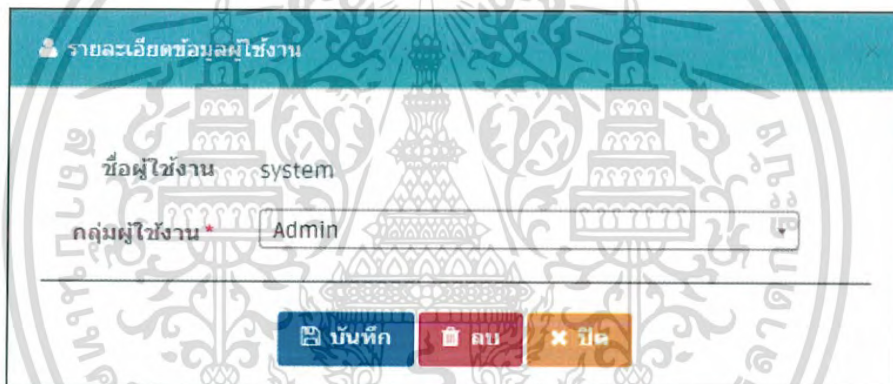 รายละเอียดข้อมูลผู้ใช้งาน
ชื่อผู้ใช้งาน system
กลุ่มผู้ใช้งาน * Admin
บันทึก ลบ ปิด